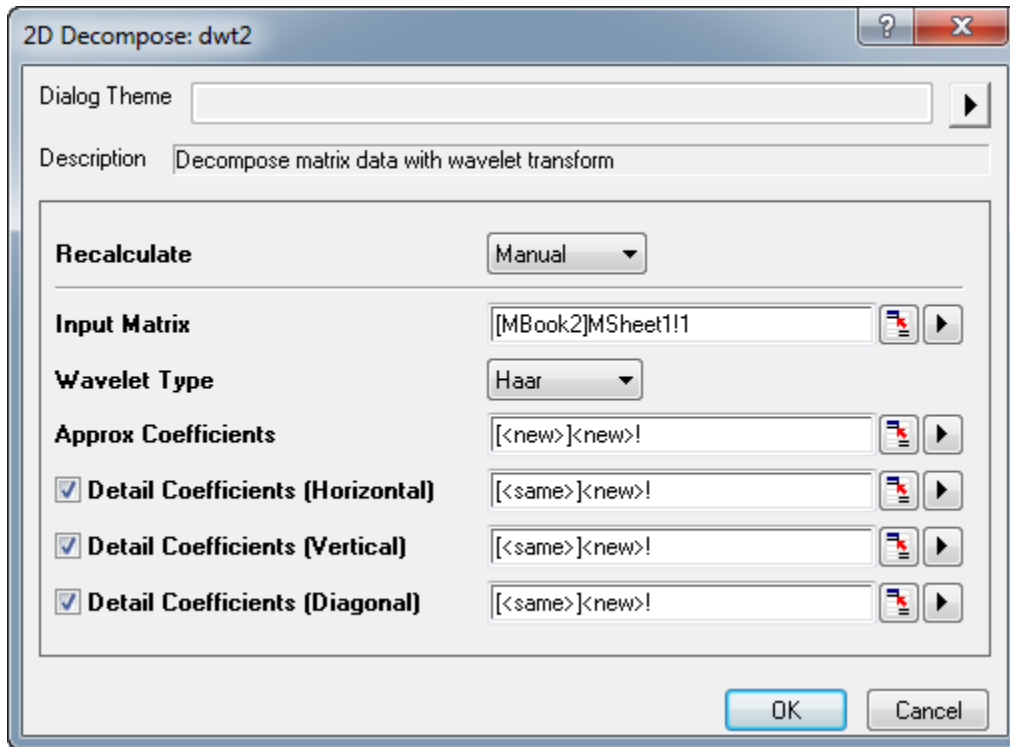 2D Decompose: dwt2
Dialog Theme
Description Decompose matrix data with wavelet transform
Recalculate Manual
Input Matrix [MBook2]MSheet1!1
Wavelet Type Haar
Approx Coefficients [<new>]<new>!
Detail Coefficients (Horizontal) [<same>]<new>!
Detail Coefficients (Vertical) [<same>]<new>!
Detail Coefficients (Diagonal) [<same>]<new>!
OK Cancel